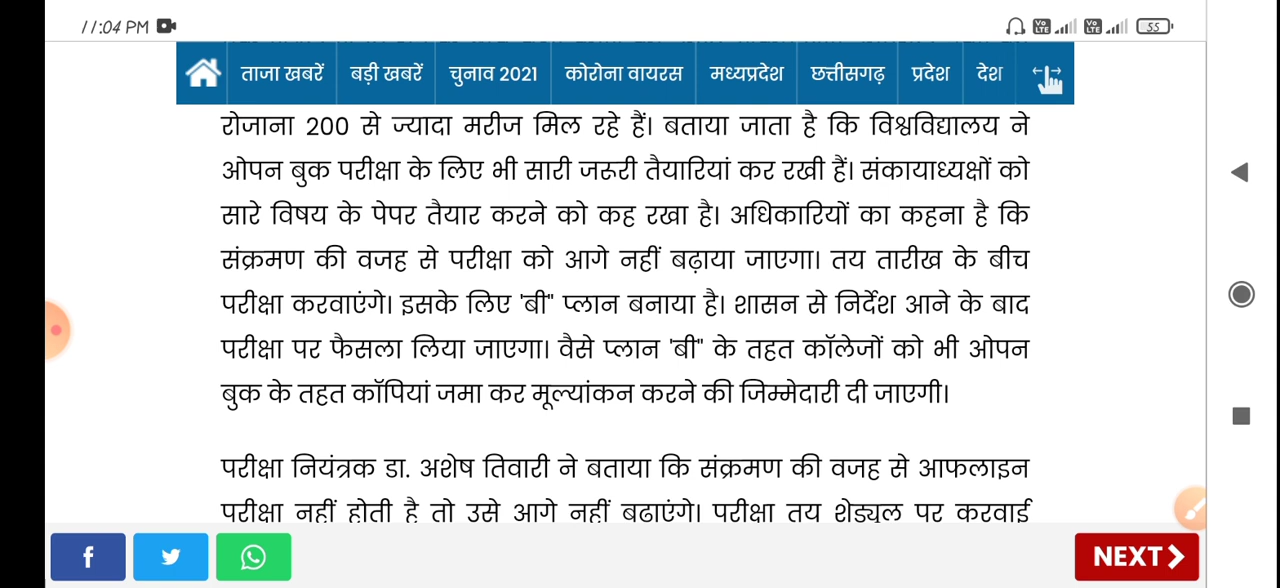 11:04 PM
Vo LTE Vo LTE 55
ताजा खबरें बड़ी खबरें चुनाव 2021 कोरोना वायरस मध्यप्रदेश छत्तीसगढ़ प्रदेश देश
रोजाना 200 से ज्यादा मरीज मिल रहे हैं। बताया जाता है कि विश्वविद्यालय ने
ओपन बुक परीक्षा के लिए भी सारी जरूरी तैयारियां कर रखी हैं। संकायाध्यक्षों को
सारे विषय के पेपर तैयार करने को कह रखा है। अधिकारियों का कहना है कि
संक्रमण की वजह से परीक्षा को आगे नहीं बढ़ाया जाएगा। तय तारीख के बीच
परीक्षा करवाएंगे। इसके लिए 'बी" प्लान बनाया है। शासन से निर्देश आने के बाद
परीक्षा पर फैसला लिया जाएगा। वैसे प्लान 'बी" के तहत कॉलेजों को भी ओपन
बुक के तहत कॉपियां जमा कर मूल्यांकन करने की जिम्मेदारी दी जाएगी।
परीक्षा नियंत्रक डा. अशेष तिवारी ने बताया कि संक्रमण की वजह से आफलाइन
परीक्षा नहीं होती है तो उसे आगे नहीं बढ़ाएंगे। परीक्षा तय शेड्यूल पर करवाई
f NEXT